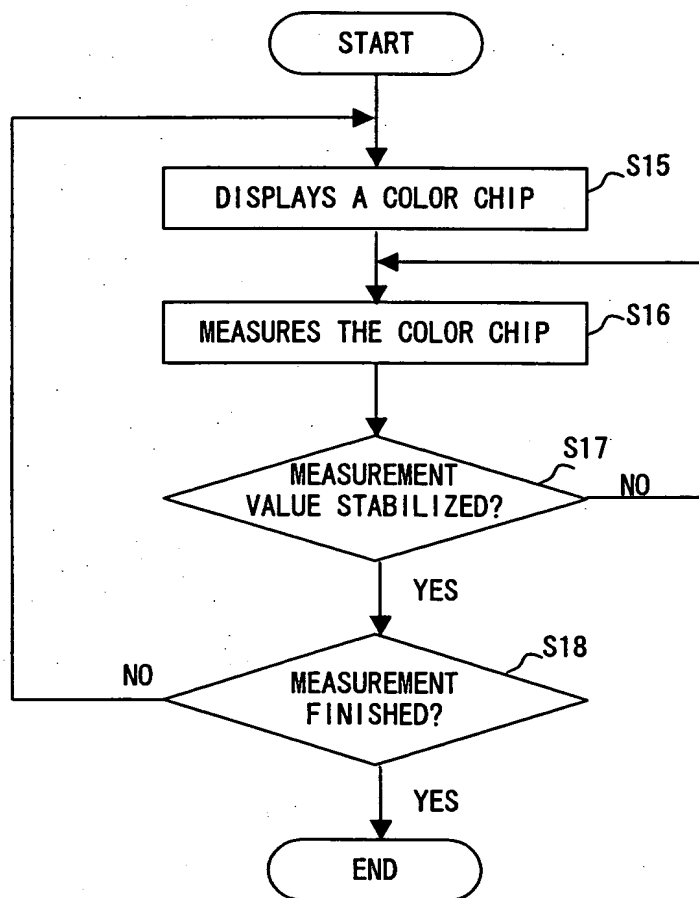 START
S15
DISPLAYS A COLOR CHIP
S16
MEASURES THE COLOR CHIP
S17
MEASUREMENT
VALUE STABILIZED?
NO
YES
S18
NO
MEASUREMENT
FINISHED?
YES
END